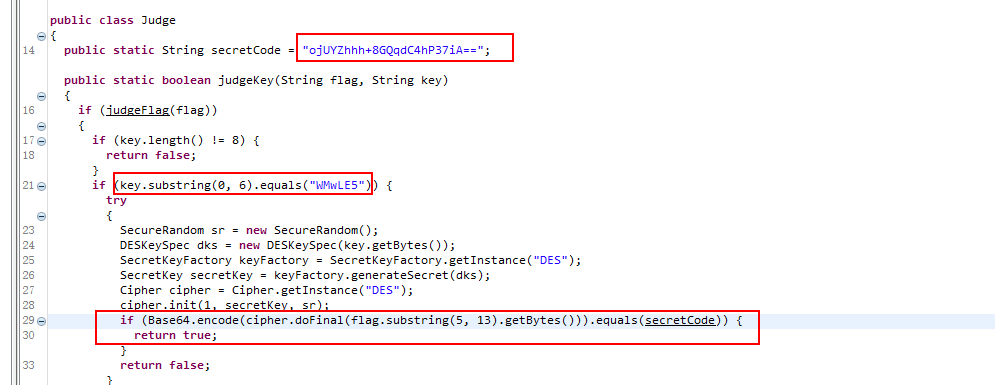 public class Judge
{
14 public static String secretCode = "ojUYZhhh+8GQqdC4hP37iA==";
public static boolean judgeKey(String flag, String key)
{
16 if (judgeFlag(flag))
{
17 if (key.length() != 8) {
18 return false;
}
21 if (key.substring(0, 6).equals("WMwLE5")) {
try
{
23 SecureRandom sr = new SecureRandom();
24 DESKeySpec dks = new DESKeySpec(key.getBytes());
25 SecretKeyFactory keyFactory = SecretKeyFactory.getInstance("DES");
26 SecretKey secretKey = keyFactory.generateSecret(dks);
27 Cipher cipher = Cipher.getInstance("DES");
28 cipher.init(1, secretKey, sr);
29 if (Base64.encode(cipher.doFinal(flag.substring(5, 13).getBytes())).equals(secretCode)) {
30 return true;
}
33 return false;
}